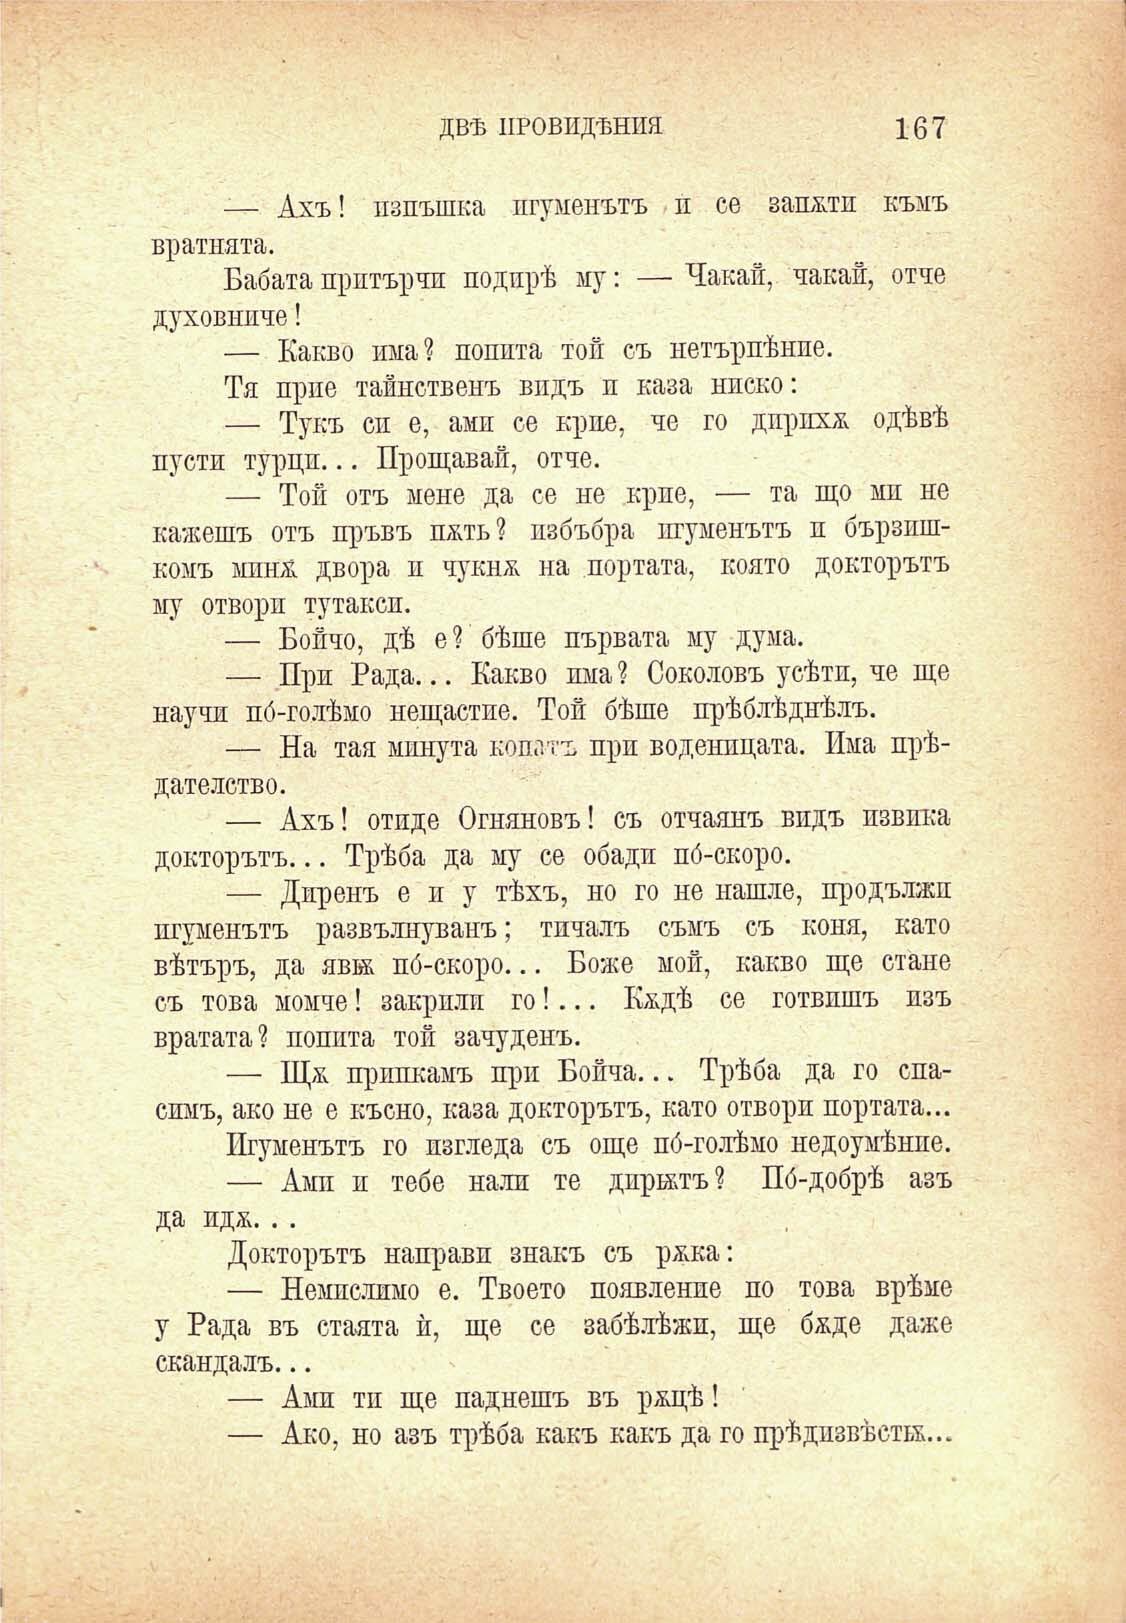 ДВѢ ПРОВИДѢНИЯ 167
— Ахъ! изпъшка игуменътъ и се запѫти къмъ
вратнята.
Бабата притърчи подирѣ му: — Чакай, чакай, отче
духовниче!
— Какво има? попита той съ нетърпѣние.
Тя прие тайнственъ видъ и каза ниско:
— Тукъ си е, ами се крие, че го дирихѫ одѣвѣ
пусти турци... Прощавай, отче.
— Той отъ мене да се не крие, — та що ми не
кажешъ отъ пръвъ пѫть? избъбра игуменътъ и бързиш-
комъ минѫ двора и чукнѫ на портата, която докторътъ
му отвори тутакси.
— Бойчо, дѣ е? бѣше първата му дума.
— При Рада... Какво има? Соколовъ усѣти, че ще
научи по́-голѣмо нещастие. Той бѣше прѣблѣднѣлъ.
— На тая минута копатъ при воденицата. Има прѣ-
дателство.
— Ахъ! отиде Огняновъ! съ отчаянъ видъ извика
докторътъ... Трѣба да му се обади по́-скоро.
— Диренъ е и у тѣхъ, но го не нашле, продължи
игуменътъ развълнуванъ; тичалъ съмъ съ коня, като
вѣтъръ, да явѭ по́-скоро... Боже мой, какво ще стане
съ това момче! закрили го!... Кѫдѣ се готвишъ изъ
вратата? попита той зачуденъ.
— Щѫ припкамъ при Бойча... Трѣба да го спа-
симъ, ако не е късно, каза докторътъ, като отвори портата...
Игуменътъ го изгледа съ още по́-голѣмо недоумѣние.
— Ами и тебе нали те дирѭтъ? По́-добрѣ азъ
да идѫ...
Докторътъ направи знакъ съ рѫка:
— Немислимо е. Твоето появление по това врѣме
у Рада въ стаята ѝ, ще се забѣлѣжи, ще бѫде даже
скандалъ...
— Ами ти ще паднешъ въ рѫцѣ!
— Ако, но азъ трѣба какъ какъ да го прѣдизвѣстѭ...